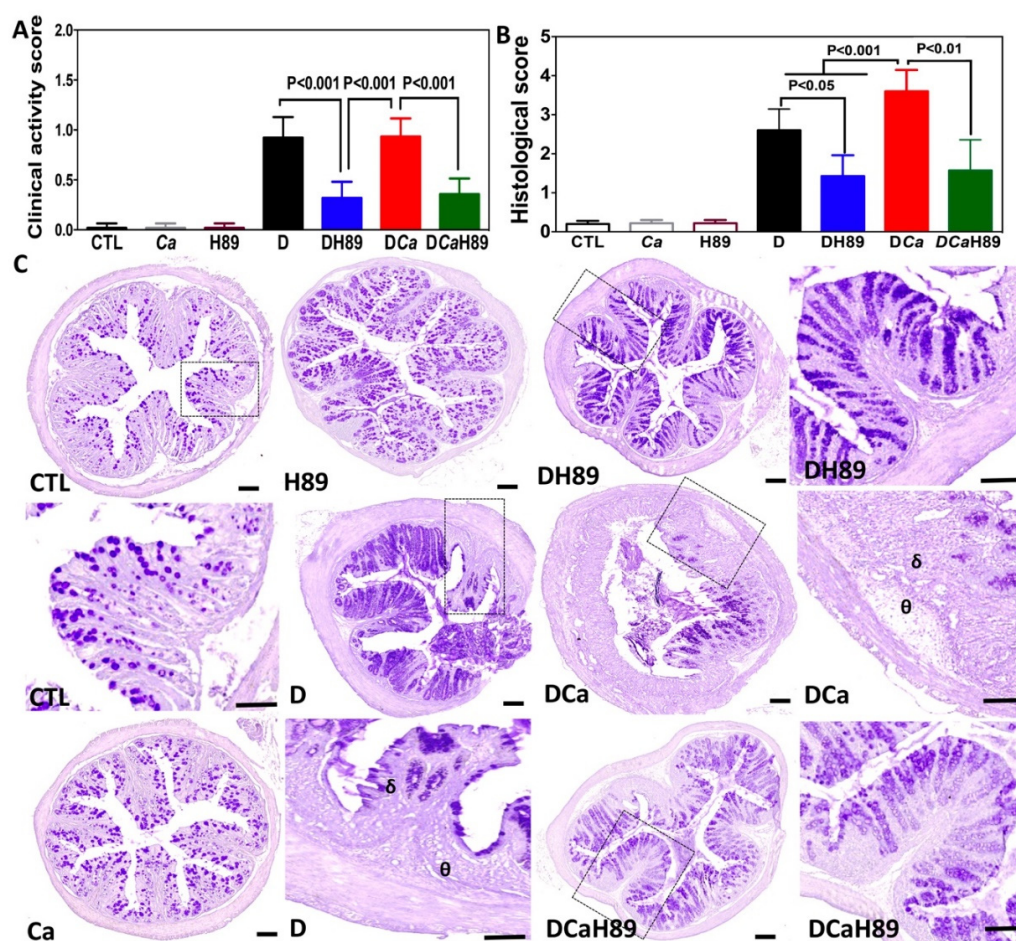 A
Clinical activity score
2.0
1.5
1.0
0.5
0.0
P<0.001
P<0.001
P<0.001
CTL
Ca
H89
D
DH89
DCa
DCaH89
B
Histological score
5
4
3
2
1
0
P<0.001
P<0.01
P<0.05
CTL
Ca
H89
D
DH89
DCa
DCaH89
C
CTL
H89
DH89
DH89
CTL
D
DCa
δ
θ
DCa
Ca
δ
θ
D
DCaH89
DCaH89